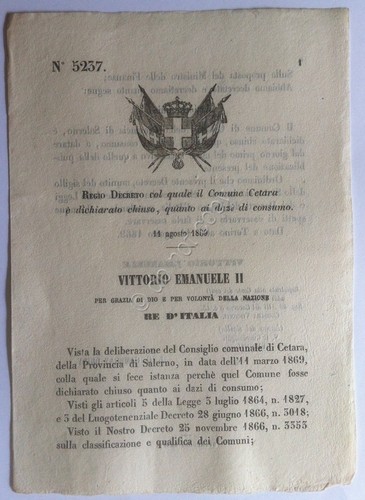 N° 5237.
1
REGIO DECRETO col quale il Comune Cetara
è dichiarato chiuso, quanto ai dazi di consumo.
11 agosto 1869
VITTORIO EMANUELE II
PER GRAZIA DI DIO E PER VOLONTÀ DELLA NAZIONE
RE D'ITALIA
Vista la deliberazione del Consiglio comunale di Cetara,
della Provincia di Salerno, in data dell'11 marzo 1869,
colla quale si fece istanza perchè quel Comune fosse
dichiarato chiuso quanto ai dazi di consumo;
Visti gli articoli 5 della Legge 3 luglio 1864, n. 1827,
e 3 del Luogotenenziale Decreto 28 giugno 1866, n. 3018;
Visto il Nostro Decreto 25 novembre 1866, n. 3353
sulla classificazione e qualifica dei Comuni;